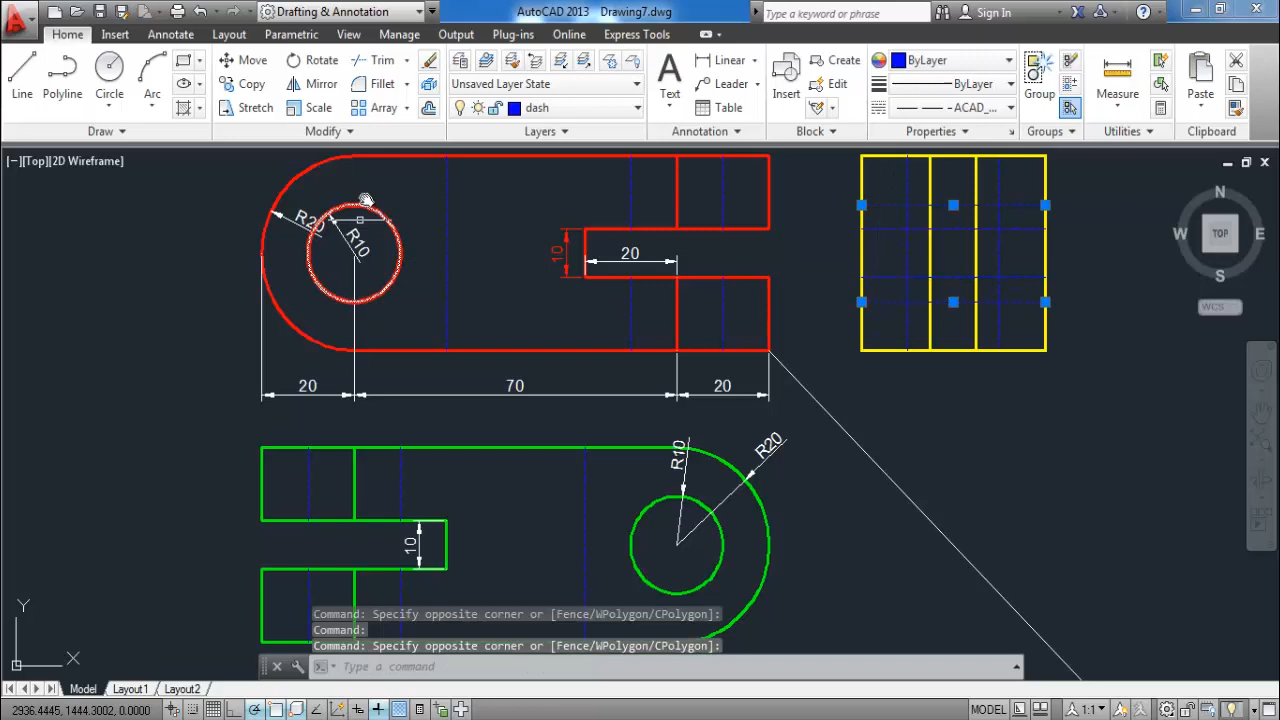 Drafting & Annotation
AutoCAD 2013 Drawing7.dwg
Type a keyword or phrase
Sign In
Home Insert Annotate Layout Parametric View Manage Output Plug-ins Online Express Tools
Line Polyline Circle Arc
Move Rotate Trim
Copy Mirror Fillet
Stretch Scale Array
Unsaved Layer State
dash
Text
Linear
Leader
Table
Insert
Create
Edit
ByLayer
ByLayer
ACAD_...
Group
Measure
Paste
Draw Modify Layers Annotation Block Properties Groups Utilities Clipboard
[−][Top][2D Wireframe]
N
W TOP E
S
WCS
R20
R10
10
20
20 70 20
R10
R20
10
Command: Specify opposite corner or [Fence/WPolygon/CPolygon]:
Command:
Command: Specify opposite corner or [Fence/WPolygon/CPolygon]:
Type a command
Y
X
Model Layout1 Layout2
2936.4445, 1444.3002, 0.0000
MODEL
1:1